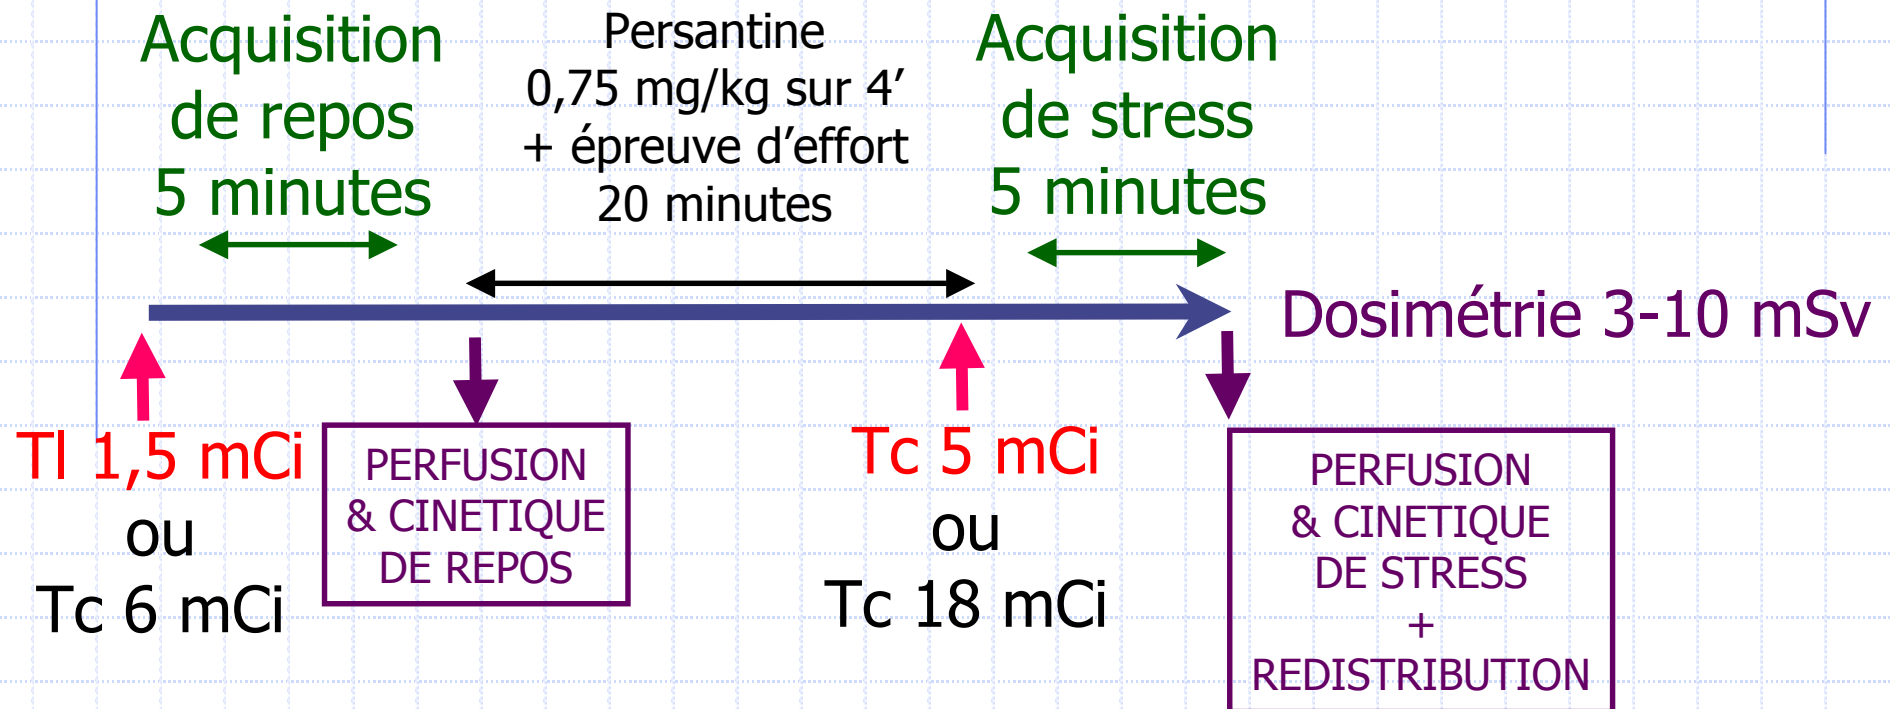 Acquisition
de repos
5 minutes
Persantine
0,75 mg/kg sur 4’
+ épreuve d’effort
20 minutes
Acquisition
de stress
5 minutes
Dosimétrie 3-10 mSv
Tl 1,5 mCi
ou
Tc 6 mCi
PERFUSION
& CINETIQUE
DE REPOS
Tc 5 mCi
ou
Tc 18 mCi
PERFUSION
& CINETIQUE
DE STRESS
+
REDISTRIBUTION